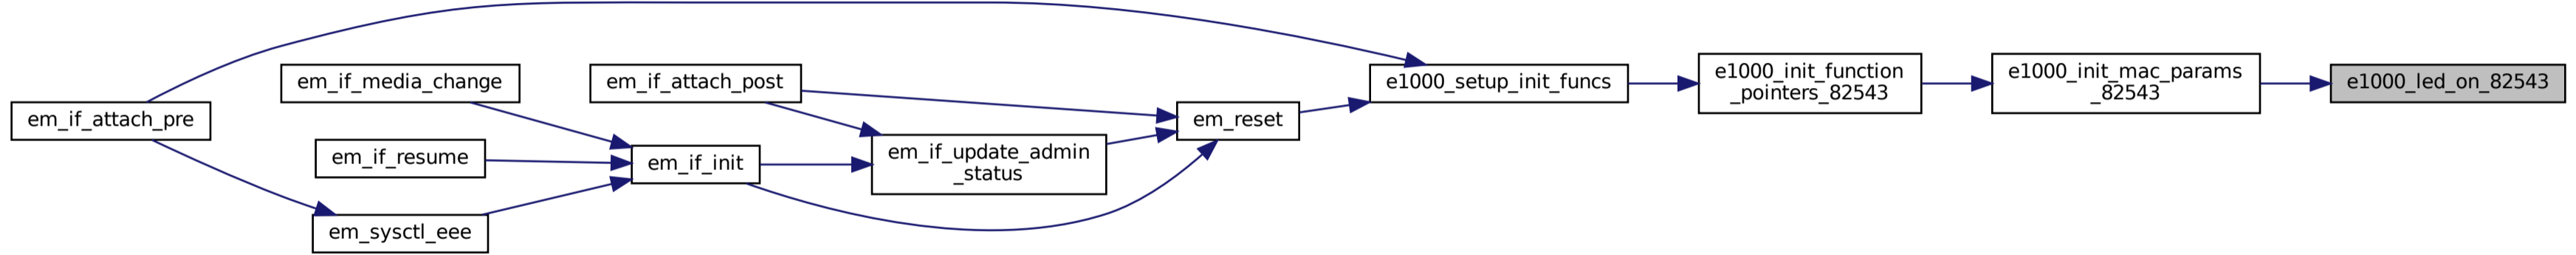 em_if_attach_pre
em_if_media_change
em_if_resume
em_sysctl_eee
em_if_attach_post
em_if_init
em_if_update_admin
_status
em_reset
e1000_setup_init_funcs
e1000_init_function
_pointers_82543
e1000_init_mac_params
_82543
e1000_led_on_82543